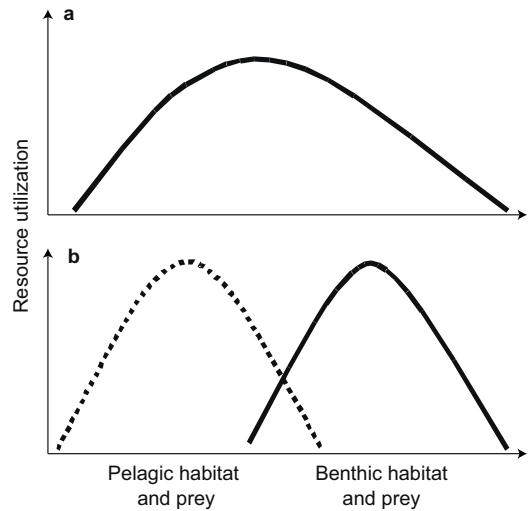 a
Resource utilization
b
Pelagic habitat
and prey
Benthic habitat
and prey